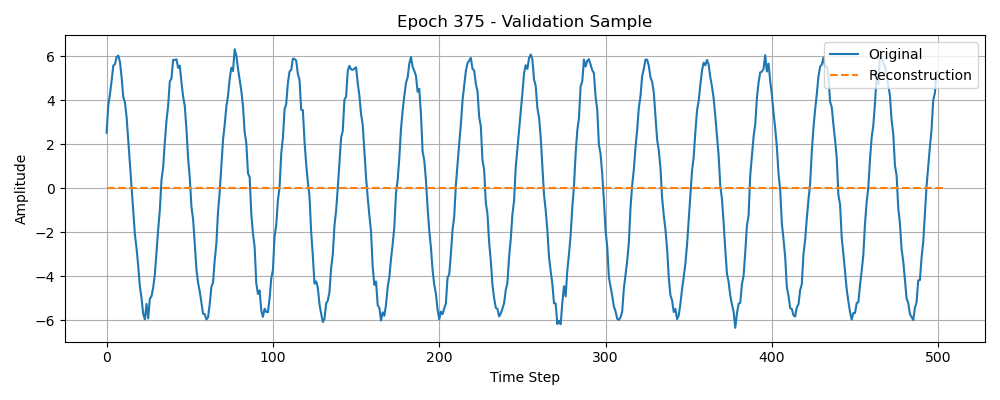 Epoch 375 - Validation Sample
Original
Reconstruction
6
4
2
0
−2
−4
−6
Amplitude
0
100
200
300
400
500
Time Step